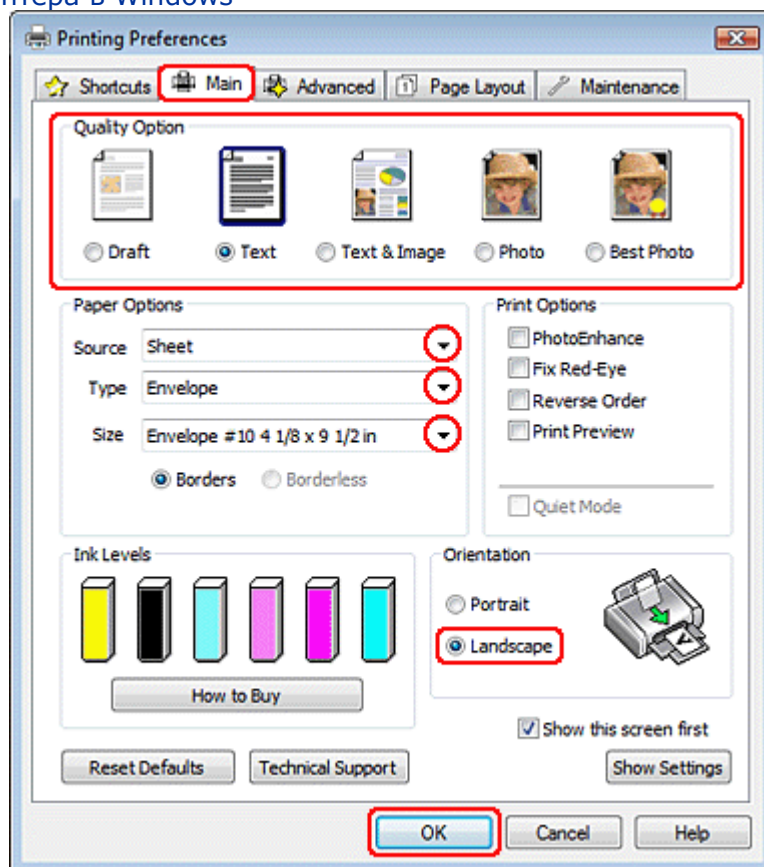 нтера в Windows
Printing Preferences
Shortcuts Main Advanced Page Layout Maintenance
Quality Option
Draft Text Text & Image Photo Best Photo
Paper Options
Source Sheet
Type Envelope
Size Envelope #10 4 1/8 x 9 1/2 in
Borders Borderless
Print Options
PhotoEnhance
Fix Red-Eye
Reverse Order
Print Preview
Quiet Mode
Ink Levels
How to Buy
Orientation
Portrait
Landscape
Show this screen first
Reset Defaults Technical Support Show Settings
OK Cancel Help